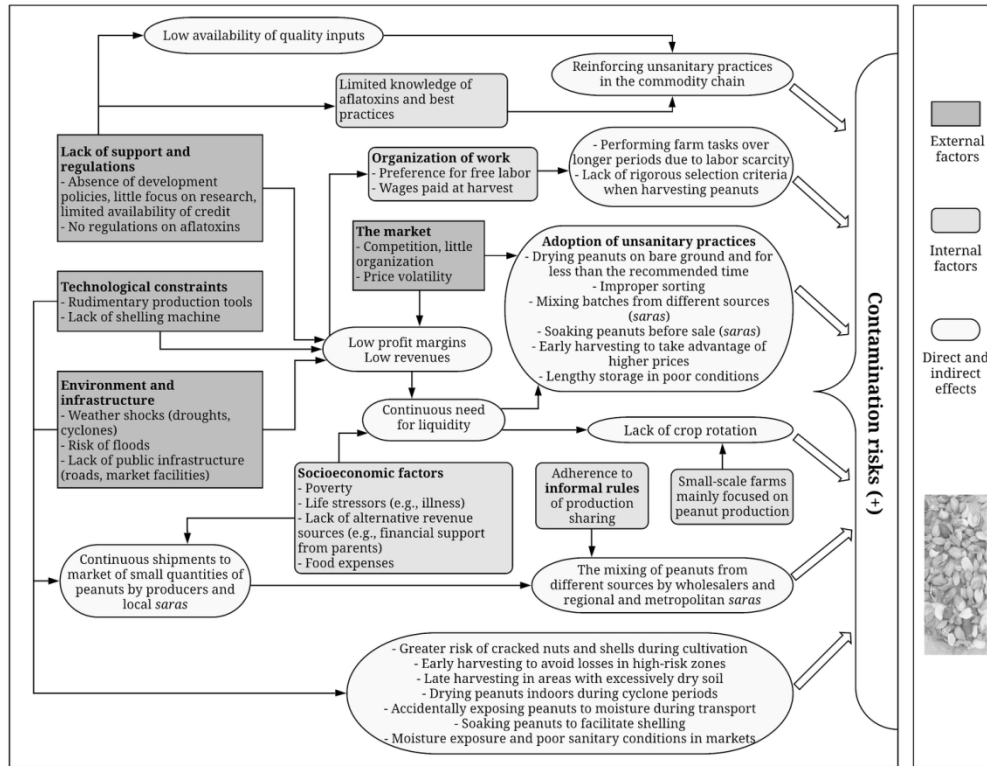 Low availability of quality inputs
Reinforcing unsanitary practices
in the commodity chain
Limited knowledge of
aflatoxins and best
practices
Lack of support and
regulations
- Absence of development
policies, little focus on research,
limited availability of credit
- No regulations on aflatoxins
Organization of work
- Preference for free labor
- Wages paid at harvest
- Performing farm tasks over
longer periods due to labor scarcity
- Lack of rigorous selection criteria
when harvesting peanuts
The market
- Competition, little
organization
- Price volatility
Adoption of unsanitary practices
- Drying peanuts on bare ground and for
less than the recommended time
- Improper sorting
- Mixing batches from different sources
(saras)
- Soaking peanuts before sale (saras)
- Early harvesting to take advantage of
higher prices
- Lengthy storage in poor conditions
Technological constraints
- Rudimentary production tools
- Lack of shelling machine
Low profit margins
Low revenues
Environment and
infrastructure
- Weather shocks (droughts,
cyclones)
- Risk of floods
- Lack of public infrastructure
(roads, market facilities)
Continuous need
for liquidity
Lack of crop rotation
Socioeconomic factors
- Poverty
- Life stressors (e.g., illness)
- Lack of alternative revenue
sources (e.g., financial support
from parents)
- Food expenses
Adherence to
informal rules
of production
sharing
Small-scale farms
mainly focused on
peanut production
Continuous shipments to
market of small quantities of
peanuts by producers and
local saras
The mixing of peanuts from
different sources by wholesalers and
regional and metropolitan saras
- Greater risk of cracked nuts and shells during cultivation
- Early harvesting to avoid losses in high-risk zones
- Late harvesting in areas with excessively dry soil
- Drying peanuts indoors during cyclone periods
- Accidentally exposing peanuts to moisture during transport
- Soaking peanuts to facilitate shelling
- Moisture exposure and poor sanitary conditions in markets
Contamination risks (+)
External
factors
Internal
factors
Direct and
indirect
effects